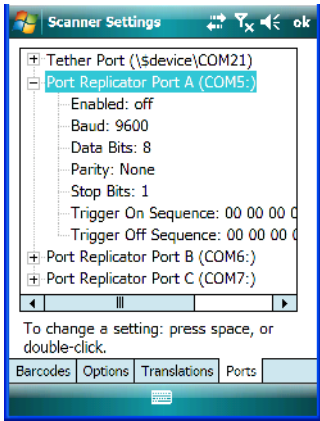 Scanner Settings ok
Tether Port (\$device\COM21)
Port Replicator Port A (COM5:)
Enabled: off
Baud: 9600
Data Bits: 8
Parity: None
Stop Bits: 1
Trigger On Sequence: 00 00 00 0
Trigger Off Sequence: 00 00 0
Port Replicator Port B (COM6:)
Port Replicator Port C (COM7:)
To change a setting: press space, or
double-click.
Barcodes Options Translations Ports